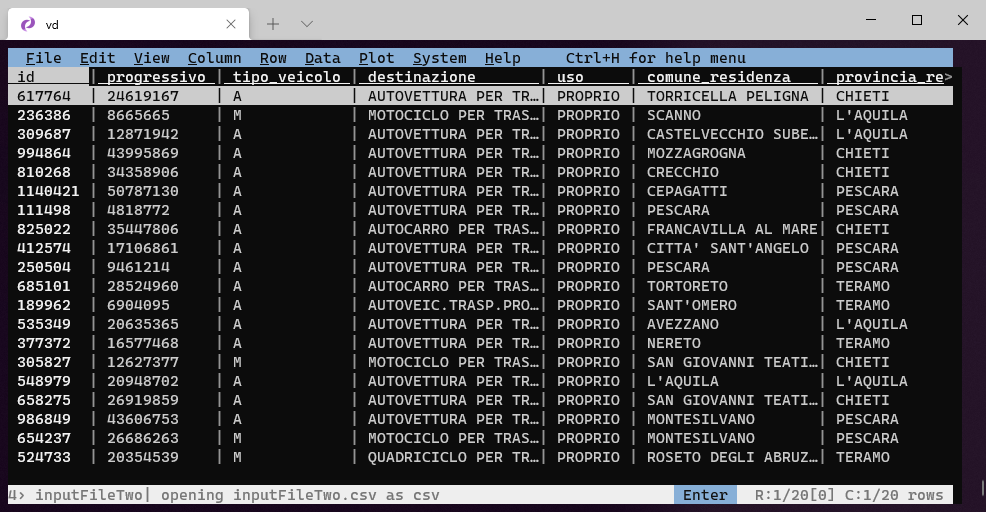 vd
File Edit View Column Row Data Plot System Help Ctrl+H for help menu
id | progressivo | tipo_veicolo | destinazione | uso | comune_residenza | provincia_re>
617764 | 24619167 | A | AUTOVETTURA PER TR…| PROPRIO | TORRICELLA PELIGNA | CHIETI
236386 | 8665665 | M | MOTOCICLO PER TRAS…| PROPRIO | SCANNO | L'AQUILA
309687 | 12871942 | A | AUTOVETTURA PER TR…| PROPRIO | CASTELVECCHIO SUBE…| L'AQUILA
994864 | 43995869 | A | AUTOVETTURA PER TR…| PROPRIO | MOZZAGROGNA | CHIETI
810268 | 34358906 | A | AUTOVETTURA PER TR…| PROPRIO | CRECCHIO | CHIETI
1140421 | 50787130 | A | AUTOVETTURA PER TR…| PROPRIO | CEPAGATTI | PESCARA
111498 | 4818772 | A | AUTOVETTURA PER TR…| PROPRIO | PESCARA | PESCARA
825022 | 35447806 | A | AUTOCARRO PER TRAS…| PROPRIO | FRANCAVILLA AL MARE| CHIETI
412574 | 17106861 | A | AUTOVETTURA PER TR…| PROPRIO | CITTA' SANT'ANGELO | PESCARA
250504 | 9461214 | A | AUTOVETTURA PER TR…| PROPRIO | PESCARA | PESCARA
685101 | 28524960 | A | AUTOCARRO PER TRAS…| PROPRIO | TORTORETO | TERAMO
189962 | 6904095 | A | AUTOVEIC.TRASP.PRO…| PROPRIO | SANT'OMERO | TERAMO
535349 | 20635365 | A | AUTOVETTURA PER TR…| PROPRIO | AVEZZANO | L'AQUILA
377372 | 16577468 | A | AUTOVETTURA PER TR…| PROPRIO | NERETO | TERAMO
305827 | 12627377 | M | MOTOCICLO PER TRAS…| PROPRIO | SAN GIOVANNI TEATI…| CHIETI
548979 | 20948702 | A | AUTOVETTURA PER TR…| PROPRIO | L'AQUILA | L'AQUILA
658275 | 26919859 | A | AUTOVETTURA PER TR…| PROPRIO | SAN GIOVANNI TEATI…| CHIETI
986849 | 43606753 | A | AUTOVETTURA PER TR…| PROPRIO | MONTESILVANO | PESCARA
654237 | 26686263 | M | MOTOCICLO PER TRAS…| PROPRIO | MONTESILVANO | PESCARA
524733 | 20354539 | M | QUADRICICLO PER TR…| PROPRIO | ROSETO DEGLI ABRUZ…| TERAMO
4› inputFileTwo| opening inputFileTwo.csv as csv Enter R:1/20[0] C:1/20 rows